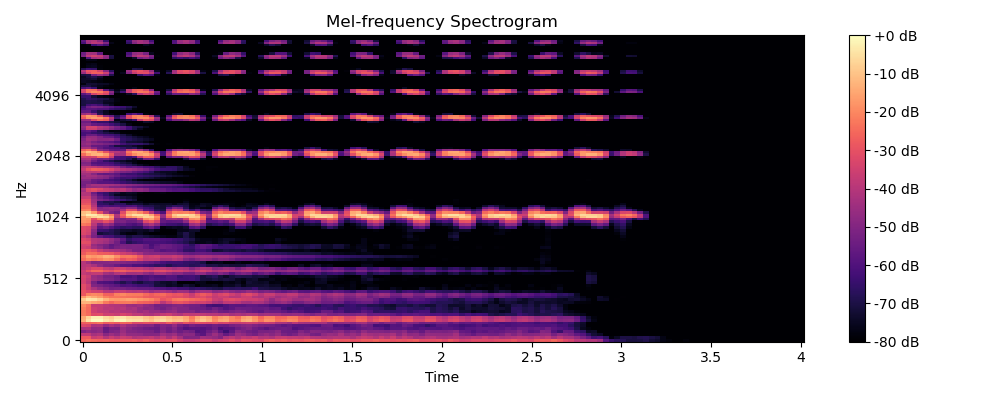 Mel-frequency Spectrogram
Hz
4096
2048
1024
512
0
0
0.5
1
1.5
2
2.5
3
3.5
4
Time
+0 dB
-10 dB
-20 dB
-30 dB
-40 dB
-50 dB
-60 dB
-70 dB
-80 dB